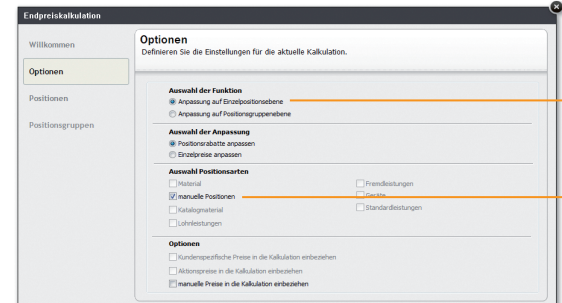 Endpreiskalkulation
Willkommen
Optionen
Positionen
Positionsgruppen
Optionen
Definieren Sie die Einstellungen für die aktuelle Kalkulation.
Auswahl der Funktion
Anpassung auf Einzelpositionsebene
Anpassung auf Positionsgruppenebene
Auswahl der Anpassung
Positionsrabatte anpassen
Einzelpreise anpassen
Auswahl Positionsarten
Material
Fremdleistungen
manuelle Positionen
Geräte
Katalogmaterial
Standardleistungen
Lohnleistungen
Optionen
Kundenspezifische Preise in die Kalkulation einbeziehen
Aktionspreise in die Kalkulation einbeziehen
manuelle Preise in die Kalkulation einbeziehen